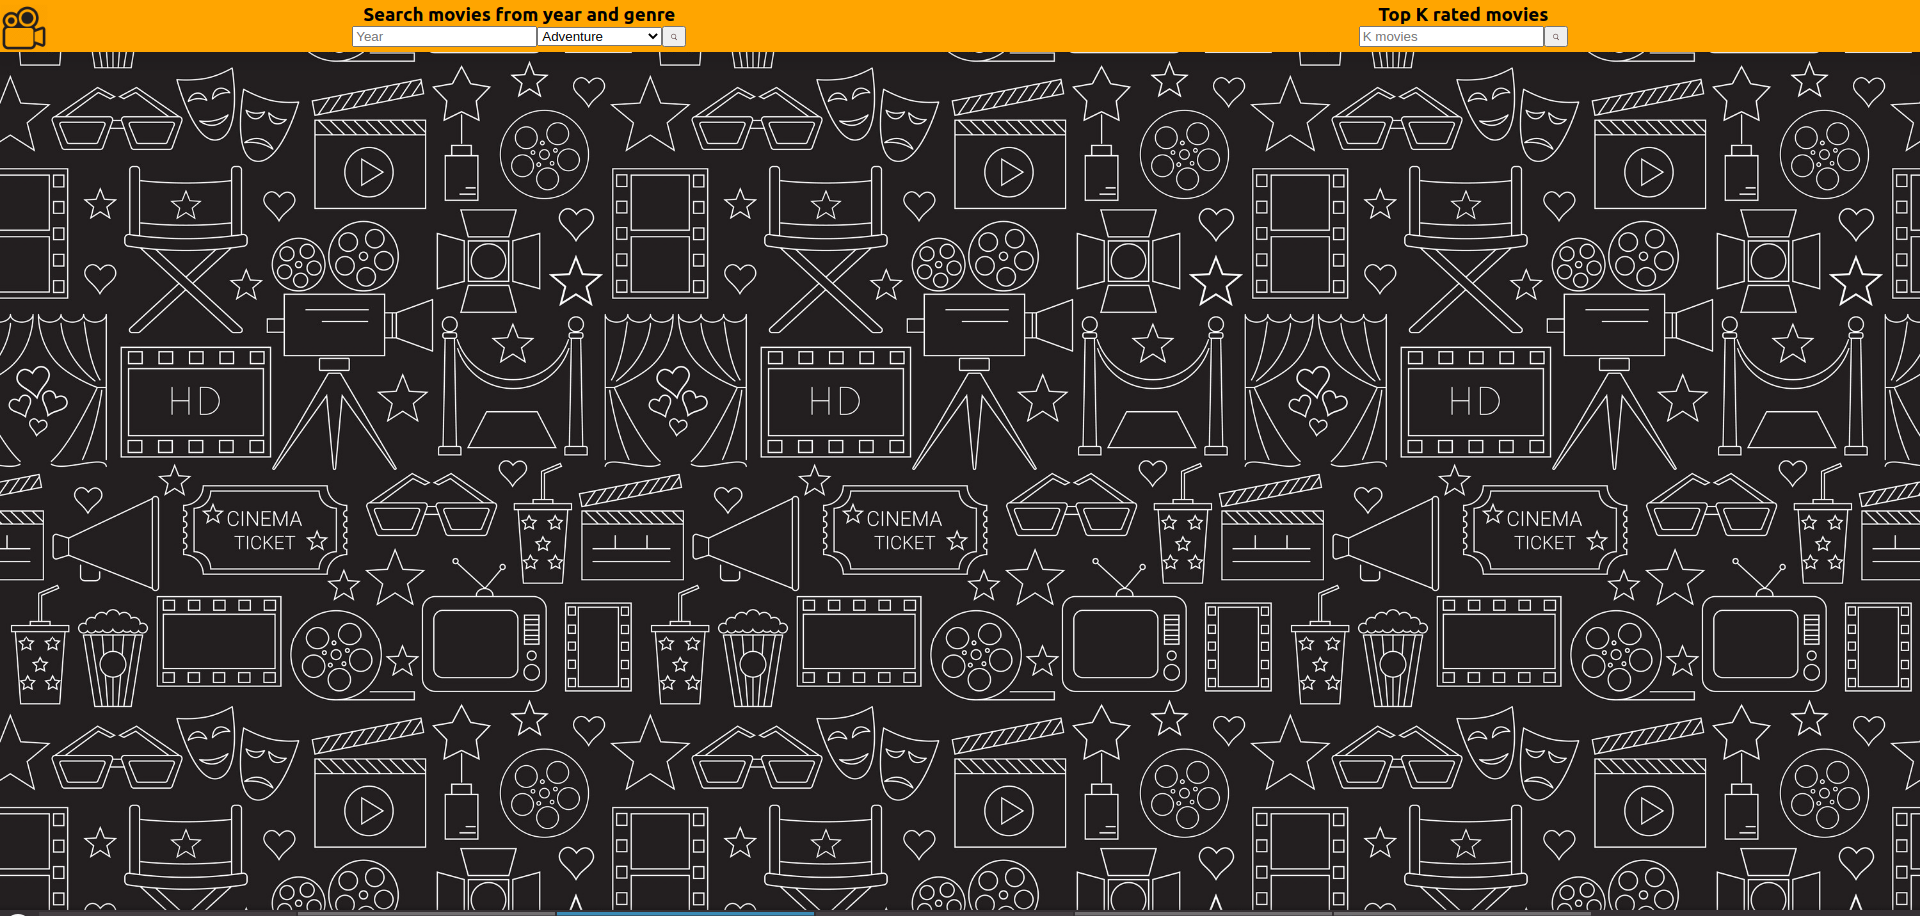 Search movies from year and genre
Year
Adventure
Top K rated movies
K movies
HD
HD
HD
CINEMA
TICKET
CINEMA
TICKET
CINEMA
TICKET